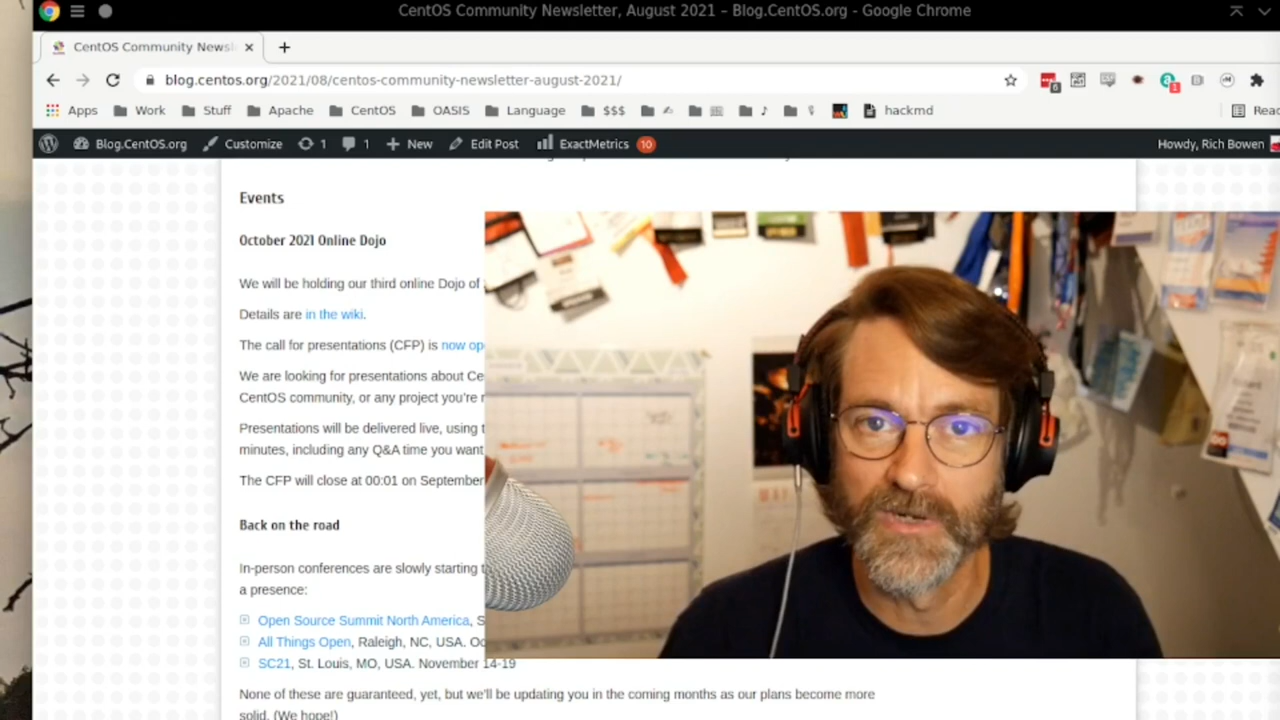 CentOS Community Newsletter, August 2021 – Blog.CentOS.org - Google Chrome
CentOS Community Newsl
blog.centos.org/2021/08/centos-community-newsletter-august-2021/
6
1
Apps Work Stuff Apache CentOS OASIS Language $$$ hackmd Read
Blog.CentOS.org Customize 1 1 New Edit Post ExactMetrics 10 Howdy, Rich Bowen
Events
October 2021 Online Dojo
We will be holding our third online Dojo of
Details are in the wiki.
The call for presentations (CFP) is now op
We are looking for presentations about Ce
CentOS community, or any project you're
Presentations will be delivered live, using
minutes, including any Q&A time you want
The CFP will close at 00:01 on September
Back on the road
In-person conferences are slowly starting
a presence:
Open Source Summit North America, S
All Things Open, Raleigh, NC, USA. Oc
SC21, St. Louis, MO, USA. November 14-19
None of these are guaranteed, yet, but we'll be updating you in the coming months as our plans become more
solid. (We hope!)